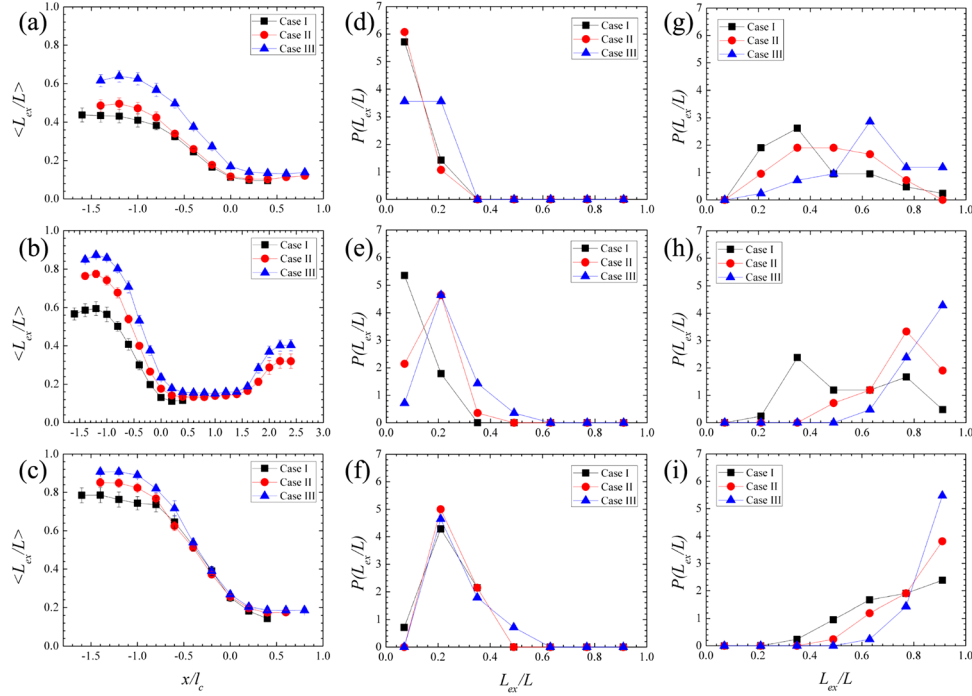 (a)
1.0
0.8
0.6
0.4
0.2
0.0
<L_ex/L>
Case I
Case II
Case III
-1.5 -1.0 -0.5 0.0 0.5 1.0
(d)
7
6
5
4
3
2
1
0
P(L_ex/L)
Case I
Case II
Case III
0.0 0.2 0.4 0.6 0.8 1.0
(g)
7
6
5
4
3
2
1
0
P(L_ex/L)
Case I
Case II
Case III
0.0 0.2 0.4 0.6 0.8 1.0
(b)
1.0
0.8
0.6
0.4
0.2
0.0
<L_ex/L>
Case I
Case II
Case III
-1.5 -1.0 -0.5 0.0 0.5 1.0 1.5 2.0 2.5 3.0
(e)
7
6
5
4
3
2
1
0
P(L_ex/L)
Case I
Case II
Case III
0.0 0.2 0.4 0.6 0.8 1.0
(h)
7
6
5
4
3
2
1
0
P(L_ex/L)
Case I
Case II
Case III
0.0 0.2 0.4 0.6 0.8 1.0
(c)
1.0
0.8
0.6
0.4
0.2
0.0
<L_ex/L>
Case I
Case II
Case III
-1.5 -1.0 -0.5 0.0 0.5 1.0
x/l_c
(f)
7
6
5
4
3
2
1
0
P(L_ex/L)
Case I
Case II
Case III
0.0 0.2 0.4 0.6 0.8 1.0
L_ex/L
(i)
7
6
5
4
3
2
1
0
P(L_ex/L)
Case I
Case II
Case III
0.0 0.2 0.4 0.6 0.8 1.0
L_ex/L